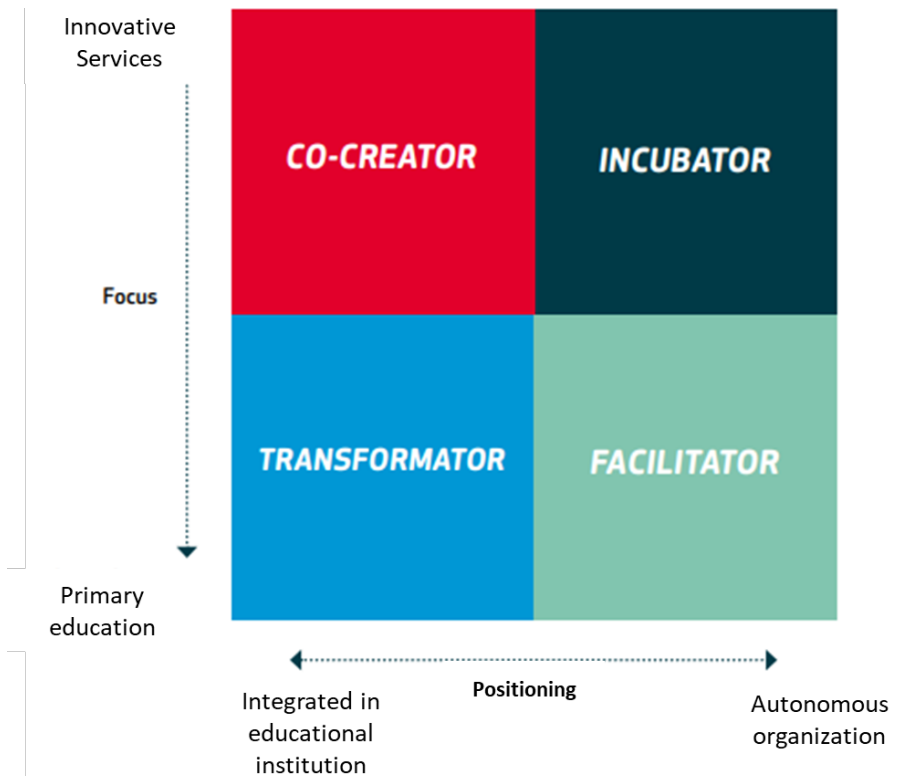 Innovative
Services
CO-CREATOR
INCUBATOR
Focus
TRANSFORMATOR
FACILITATOR
Primary
education
Positioning
Integrated in
educational
institution
Autonomous
organization